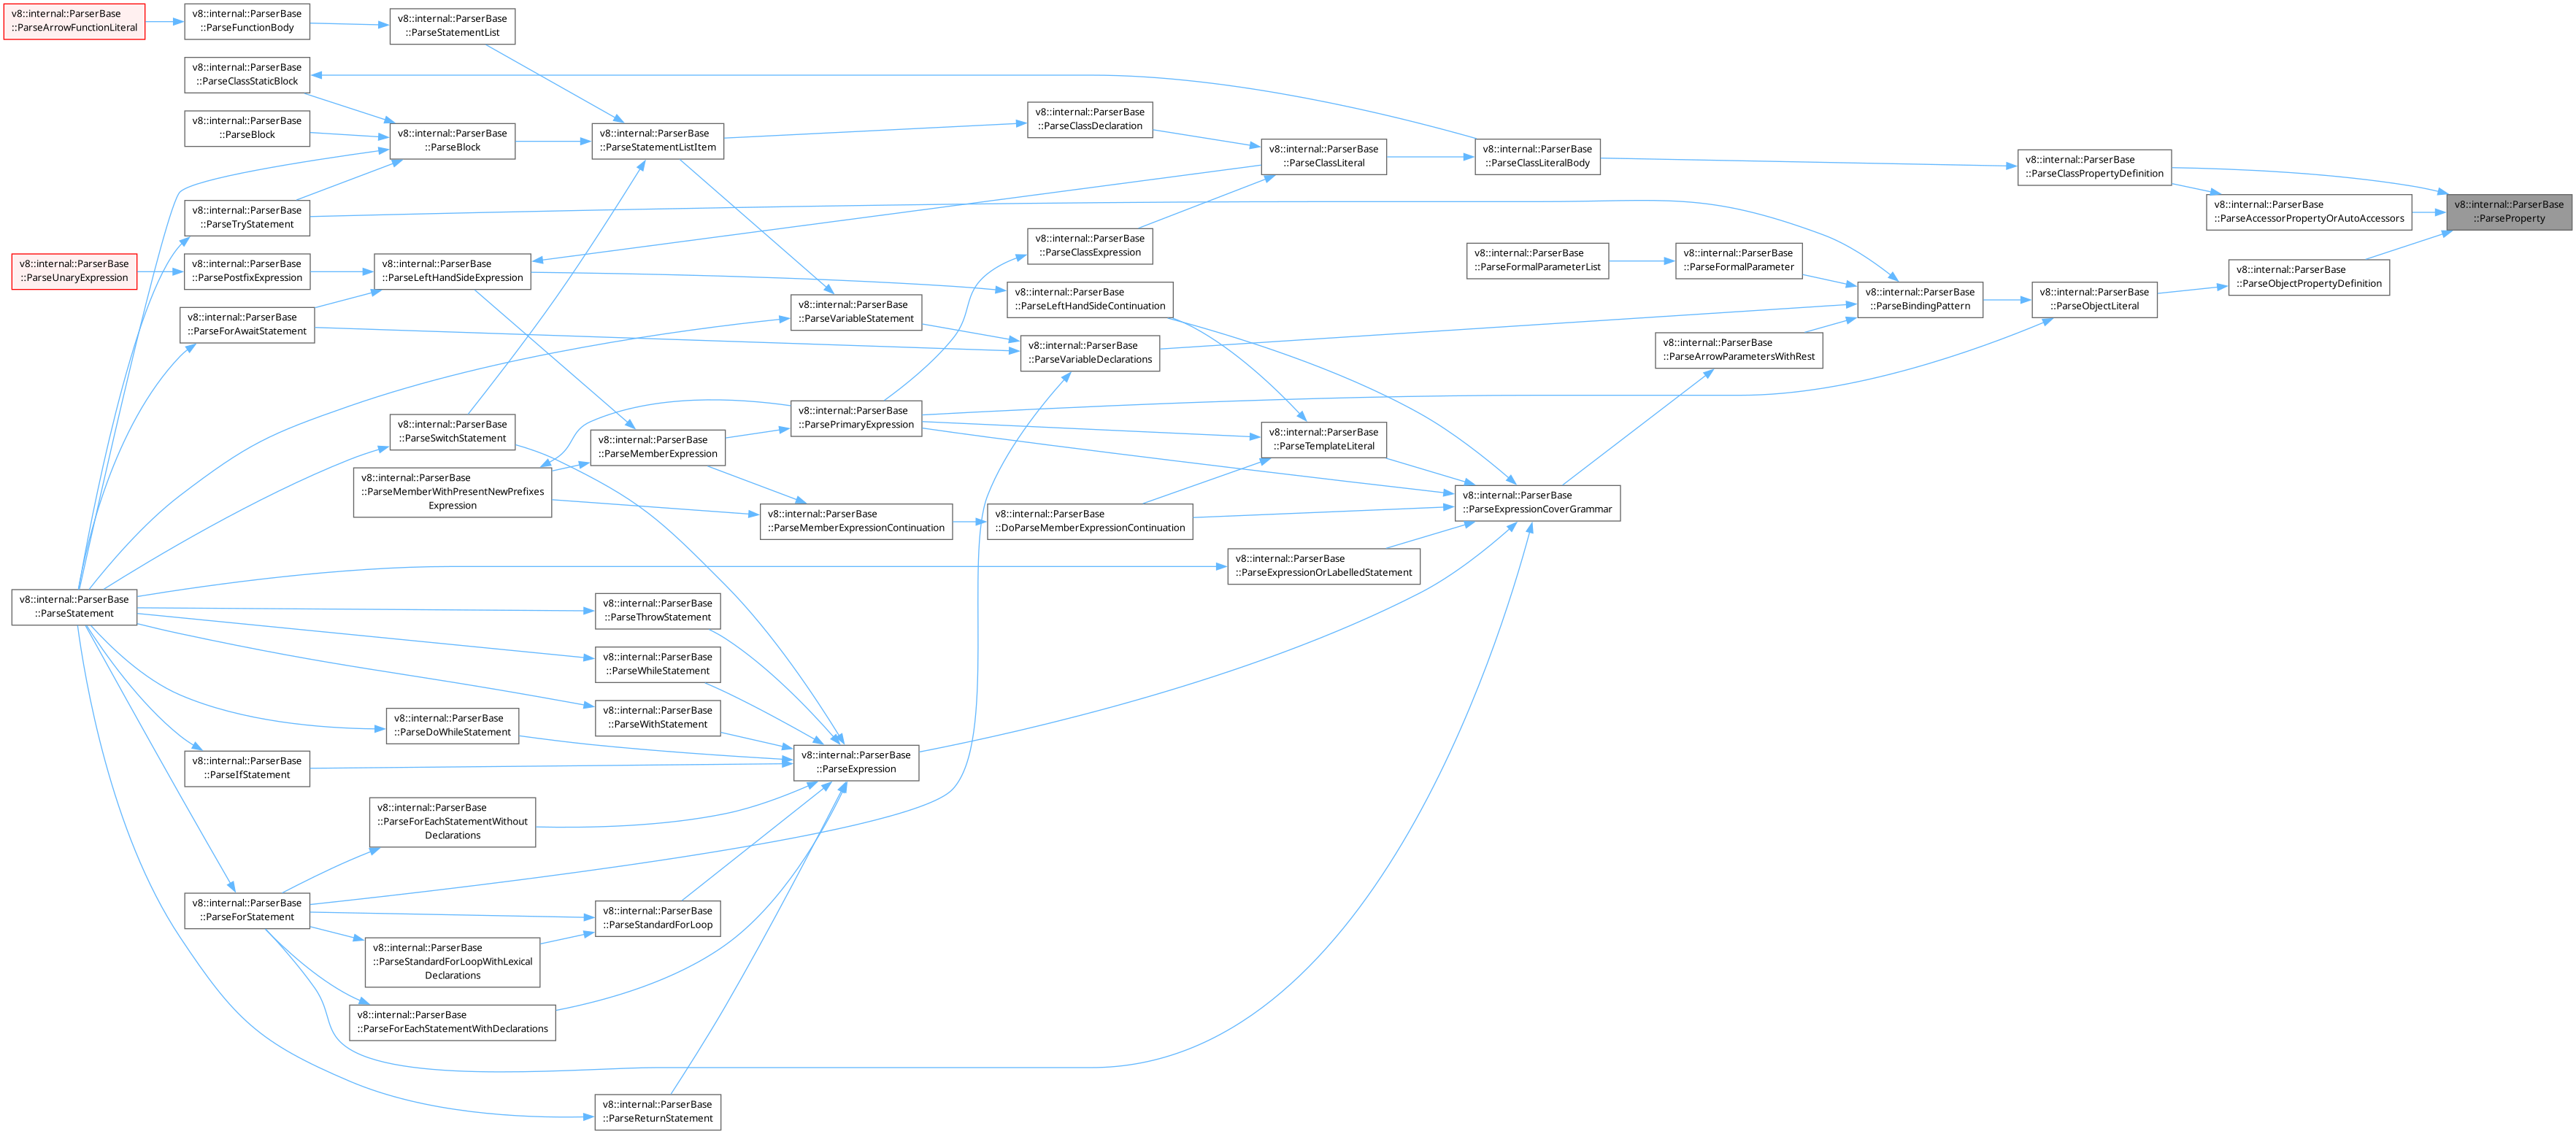 v8::internal::ParserBase
::ParseArrowFunctionLiteral
v8::internal::ParserBase
::ParseFunctionBody
v8::internal::ParserBase
::ParseStatementList
v8::internal::ParserBase
::ParseClassStaticBlock
v8::internal::ParserBase
::ParseBlock
v8::internal::ParserBase
::ParseBlock
v8::internal::ParserBase
::ParseStatementListItem
v8::internal::ParserBase
::ParseClassDeclaration
v8::internal::ParserBase
::ParseClassLiteral
v8::internal::ParserBase
::ParseClassLiteralBody
v8::internal::ParserBase
::ParseClassPropertyDefinition
v8::internal::ParserBase
::ParseAccessorPropertyOrAutoAccessors
v8::internal::ParserBase
::ParseProperty
v8::internal::ParserBase
::ParseTryStatement
v8::internal::ParserBase
::ParseUnaryExpression
v8::internal::ParserBase
::ParsePostfixExpression
v8::internal::ParserBase
::ParseLeftHandSideExpression
v8::internal::ParserBase
::ParseClassExpression
v8::internal::ParserBase
::ParseFormalParameterList
v8::internal::ParserBase
::ParseFormalParameter
v8::internal::ParserBase
::ParseObjectPropertyDefinition
v8::internal::ParserBase
::ParseForAwaitStatement
v8::internal::ParserBase
::ParseVariableStatement
v8::internal::ParserBase
::ParseLeftHandSideContinuation
v8::internal::ParserBase
::ParseBindingPattern
v8::internal::ParserBase
::ParseObjectLiteral
v8::internal::ParserBase
::ParseVariableDeclarations
v8::internal::ParserBase
::ParseArrowParametersWithRest
v8::internal::ParserBase
::ParseSwitchStatement
v8::internal::ParserBase
::ParseMemberExpression
v8::internal::ParserBase
::ParsePrimaryExpression
v8::internal::ParserBase
::ParseTemplateLiteral
v8::internal::ParserBase
::ParseMemberWithPresentNewPrefixes
Expression
v8::internal::ParserBase
::ParseMemberExpressionContinuation
v8::internal::ParserBase
::DoParseMemberExpressionContinuation
v8::internal::ParserBase
::ParseExpressionCoverGrammar
v8::internal::ParserBase
::ParseExpressionOrLabelledStatement
v8::internal::ParserBase
::ParseStatement
v8::internal::ParserBase
::ParseThrowStatement
v8::internal::ParserBase
::ParseWhileStatement
v8::internal::ParserBase
::ParseWithStatement
v8::internal::ParserBase
::ParseDoWhileStatement
v8::internal::ParserBase
::ParseIfStatement
v8::internal::ParserBase
::ParseExpression
v8::internal::ParserBase
::ParseForEachStatementWithout
Declarations
v8::internal::ParserBase
::ParseForStatement
v8::internal::ParserBase
::ParseStandardForLoop
v8::internal::ParserBase
::ParseStandardForLoopWithLexical
Declarations
v8::internal::ParserBase
::ParseForEachStatementWithDeclarations
v8::internal::ParserBase
::ParseReturnStatement